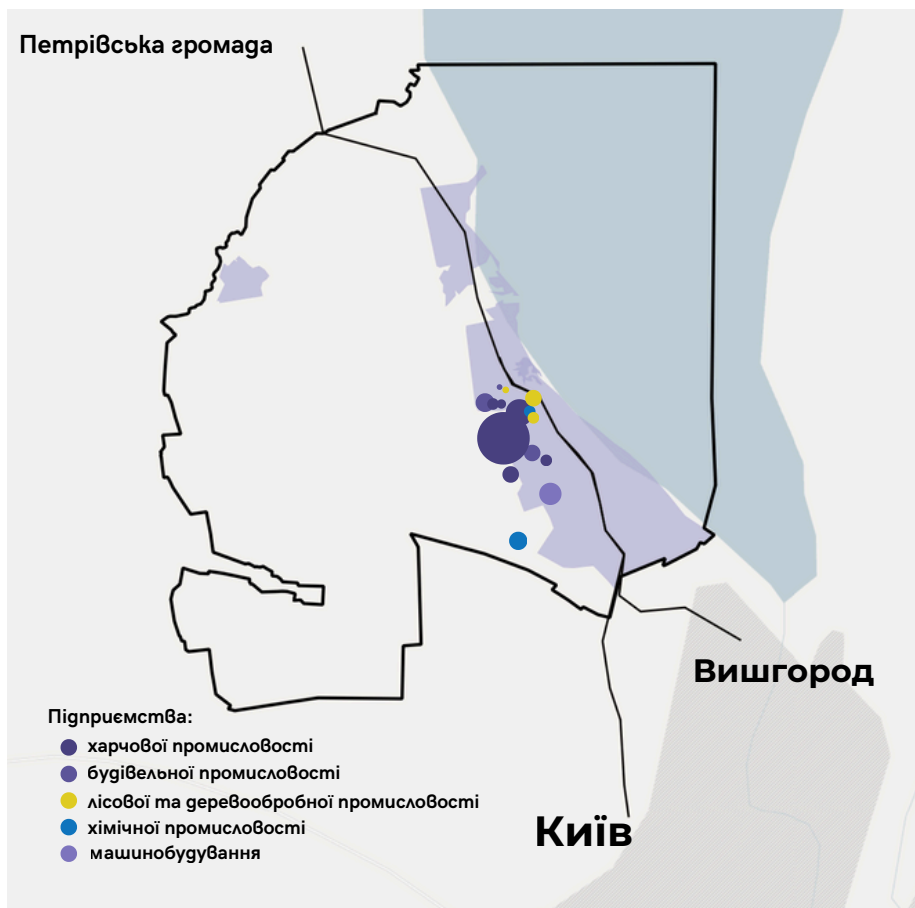 Петрівська громада
Вишгород
Підприємства:
харчової промисловості
будівельної промисловості
лісової та деревообробної промисловості
хімічної промисловості
машинобудування
Київ